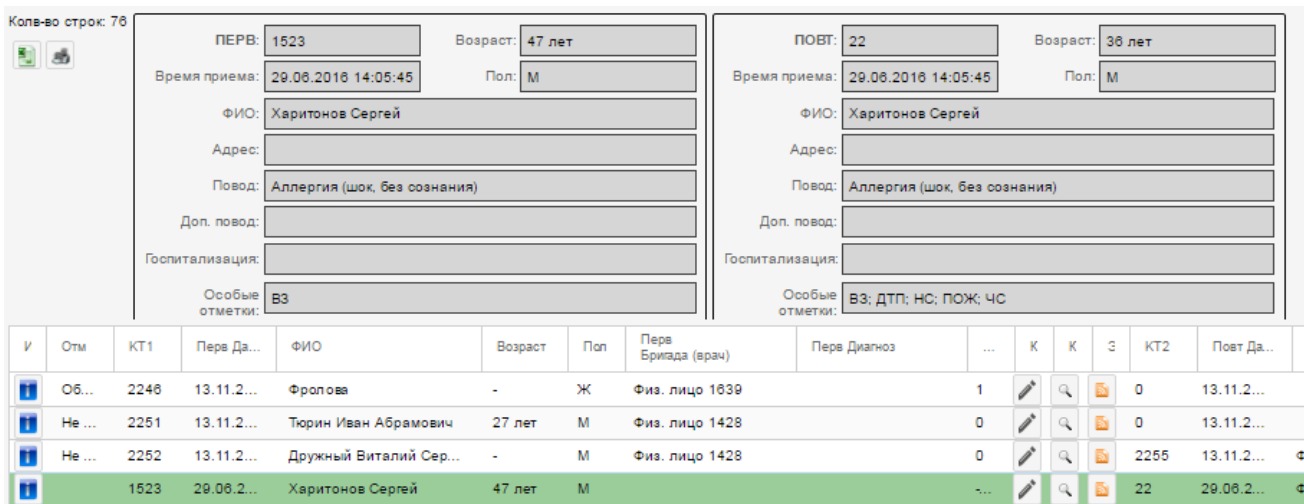 Колв-во строк: 76
ПЕРВ: 1523 Возраст: 47 лет
Время приема: 29.06.2016 14:05:45 Пол: М
ФИО: Харитонов Сергей
Адрес:
Повод: Аллергия (шок, без сознания)
Доп. повод:
Госпитализация:
Особые отметки: ВЗ
ПОВТ: 22 Возраст: 36 лет
Время приема: 29.06.2016 14:05:45 Пол: М
ФИО: Харитонов Сергей
Адрес:
Повод: Аллергия (шок, без сознания)
Доп. повод:
Госпитализация:
Особые отметки: ВЗ; ДТП; НС; ПОЖ; ЧС
И Отм КТ1 Перв Да... ФИО Возраст Пол Перв Бригада (врач) Перв Диагноз ... К К Э КТ2 Повт Да...
Об... 2246 13.11.2... Фролова - Ж Физ. лицо 1639 1 0 13.11.2...
Не ... 2251 13.11.2... Тюрин Иван Абрамович 27 лет М Физ. лицо 1428 0 0 13.11.2...
Не ... 2252 13.11.2... Дружный Виталий Сер... - М Физ. лицо 1428 0 2255 13.11.2... Ф
1523 29.06.2... Харитонов Сергей 47 лет М -... 22 29.06.2... Ф